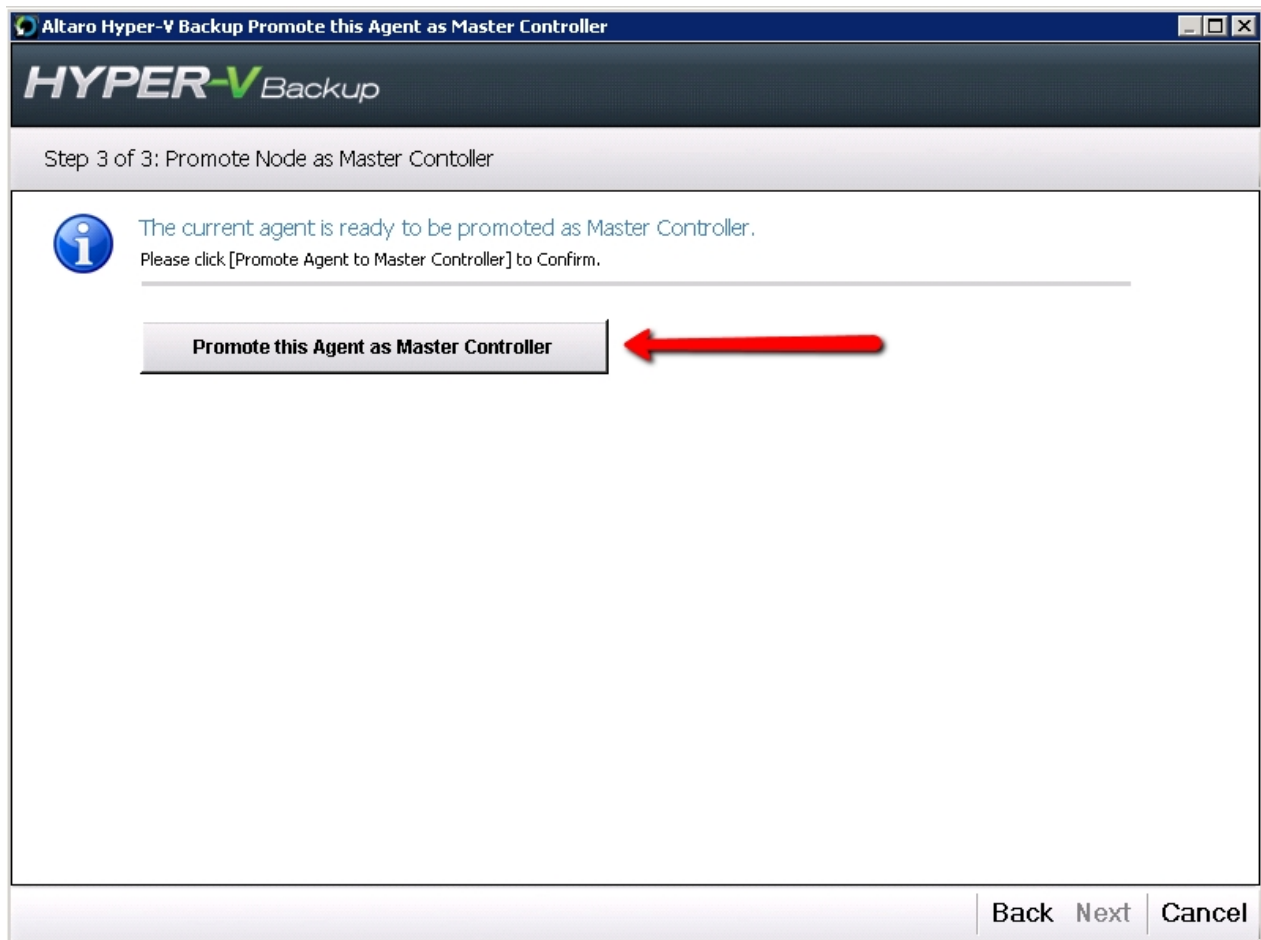 Altaro Hyper-V Backup Promote this Agent as Master Controller
HYPER-V Backup
Step 3 of 3: Promote Node as Master Contoller
The current agent is ready to be promoted as Master Controller.
Please click [Promote Agent to Master Controller] to Confirm.
Promote this Agent as Master Controller
Back Next Cancel